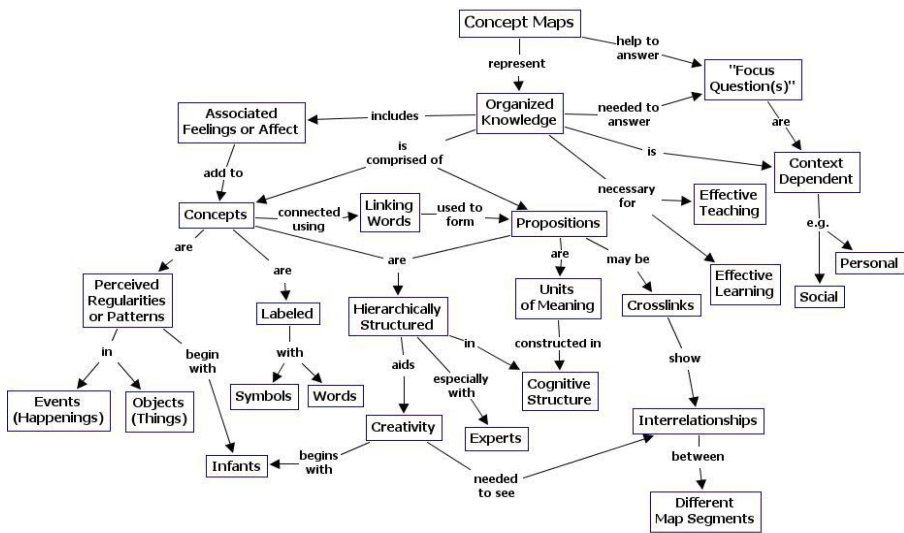 Concept Maps
help to
answer
represent
"Focus
Question(s)"
Organized
Knowledge
needed to
answer
Associated
Feelings or Affect
includes
are
is
comprised of
is
Context
Dependent
add to
necessary
for
Effective
Teaching
Concepts
connected
using
Linking
Words
used to
form
Propositions
e.g.
are
are
are
are
may be
Personal
Perceived
Regularities
or Patterns
Labeled
Hierarchically
Structured
Units
of Meaning
Crosslinks
Effective
Learning
Social
in
begin
with
with
aids
in
especially
with
constructed in
show
Events
(Happenings)
Objects
(Things)
Symbols
Words
Cognitive
Structure
Creativity
Experts
Interrelationships
Infants
begins
with
needed
to see
between
Different
Map Segments